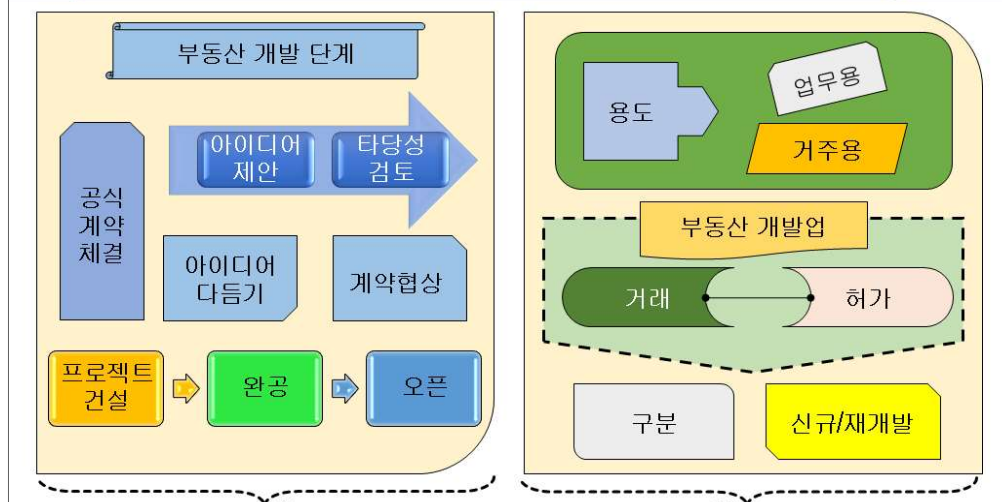 부동산 개발 단계
아이디어
제안
타당성
검토
공식
계약
체결
아이디어
다듬기
계약협상
프로젝트
건설
완공
오픈
용도
업무용
거주용
부동산 개발업
거래
허가
구분
신규/재개발